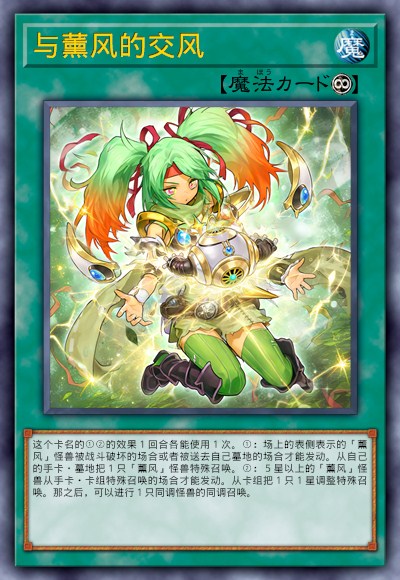 与薰风的交风
魔
【魔法カード】
まほう
这个卡名的①②的效果1回合各能使用1次。①：场上的表侧表示的「薰
风」怪兽被战斗破坏的场合或者被送去自己墓地的场合才能发动。从自
己的手卡·墓地把1只「薰风」怪兽特殊召唤。②：5星以上的「薰风」怪
兽从手卡·卡组特殊召唤的场合才能发动。从卡组把1只1星调整特殊召
唤。那之后，可以进行1只同调怪兽的同调召唤。